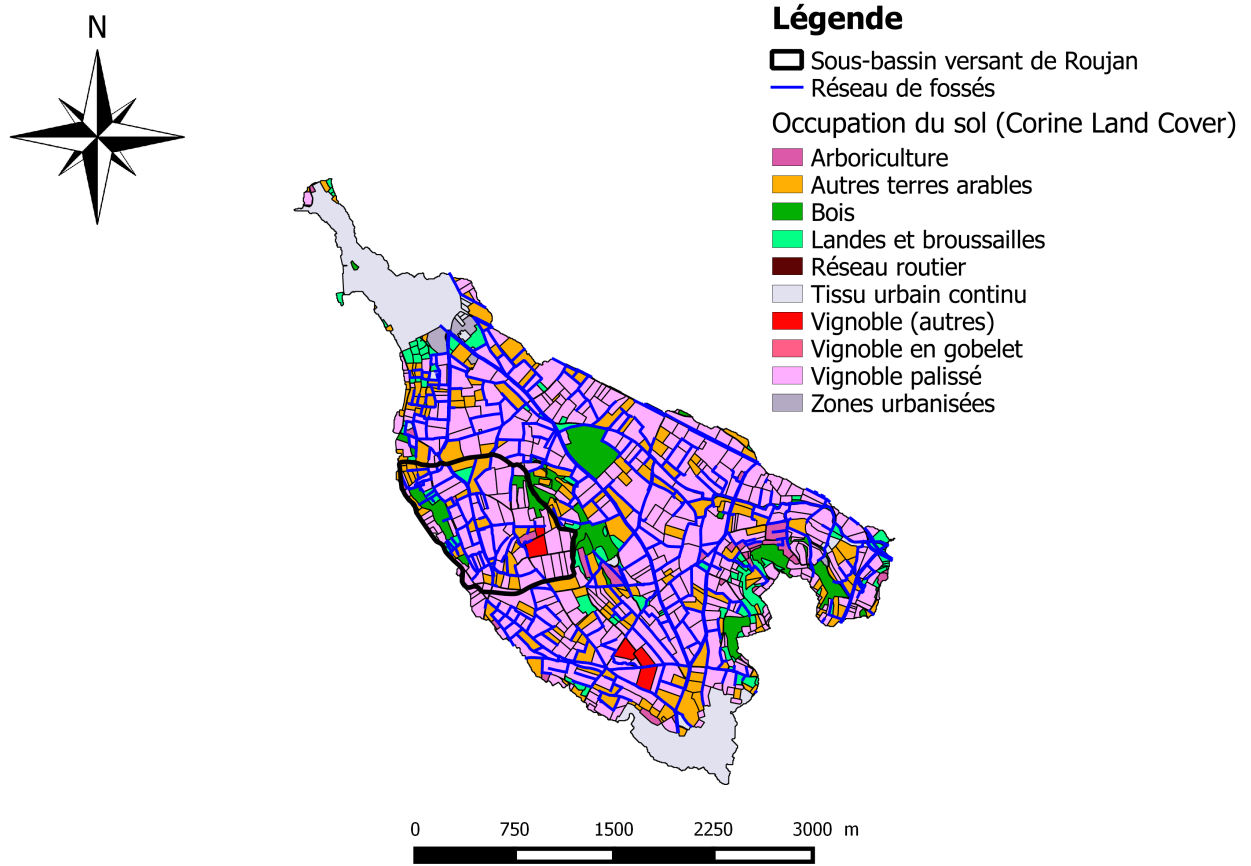 N
Légende
Sous-bassin versant de Roujan
Réseau de fossés
Occupation du sol (Corine Land Cover)
Arboriculture
Autres terres arables
Bois
Landes et broussailles
Réseau routier
Tissu urbain continu
Vignoble (autres)
Vignoble en gobelet
Vignoble palissé
Zones urbanisées
0 750 1500 2250 3000 m